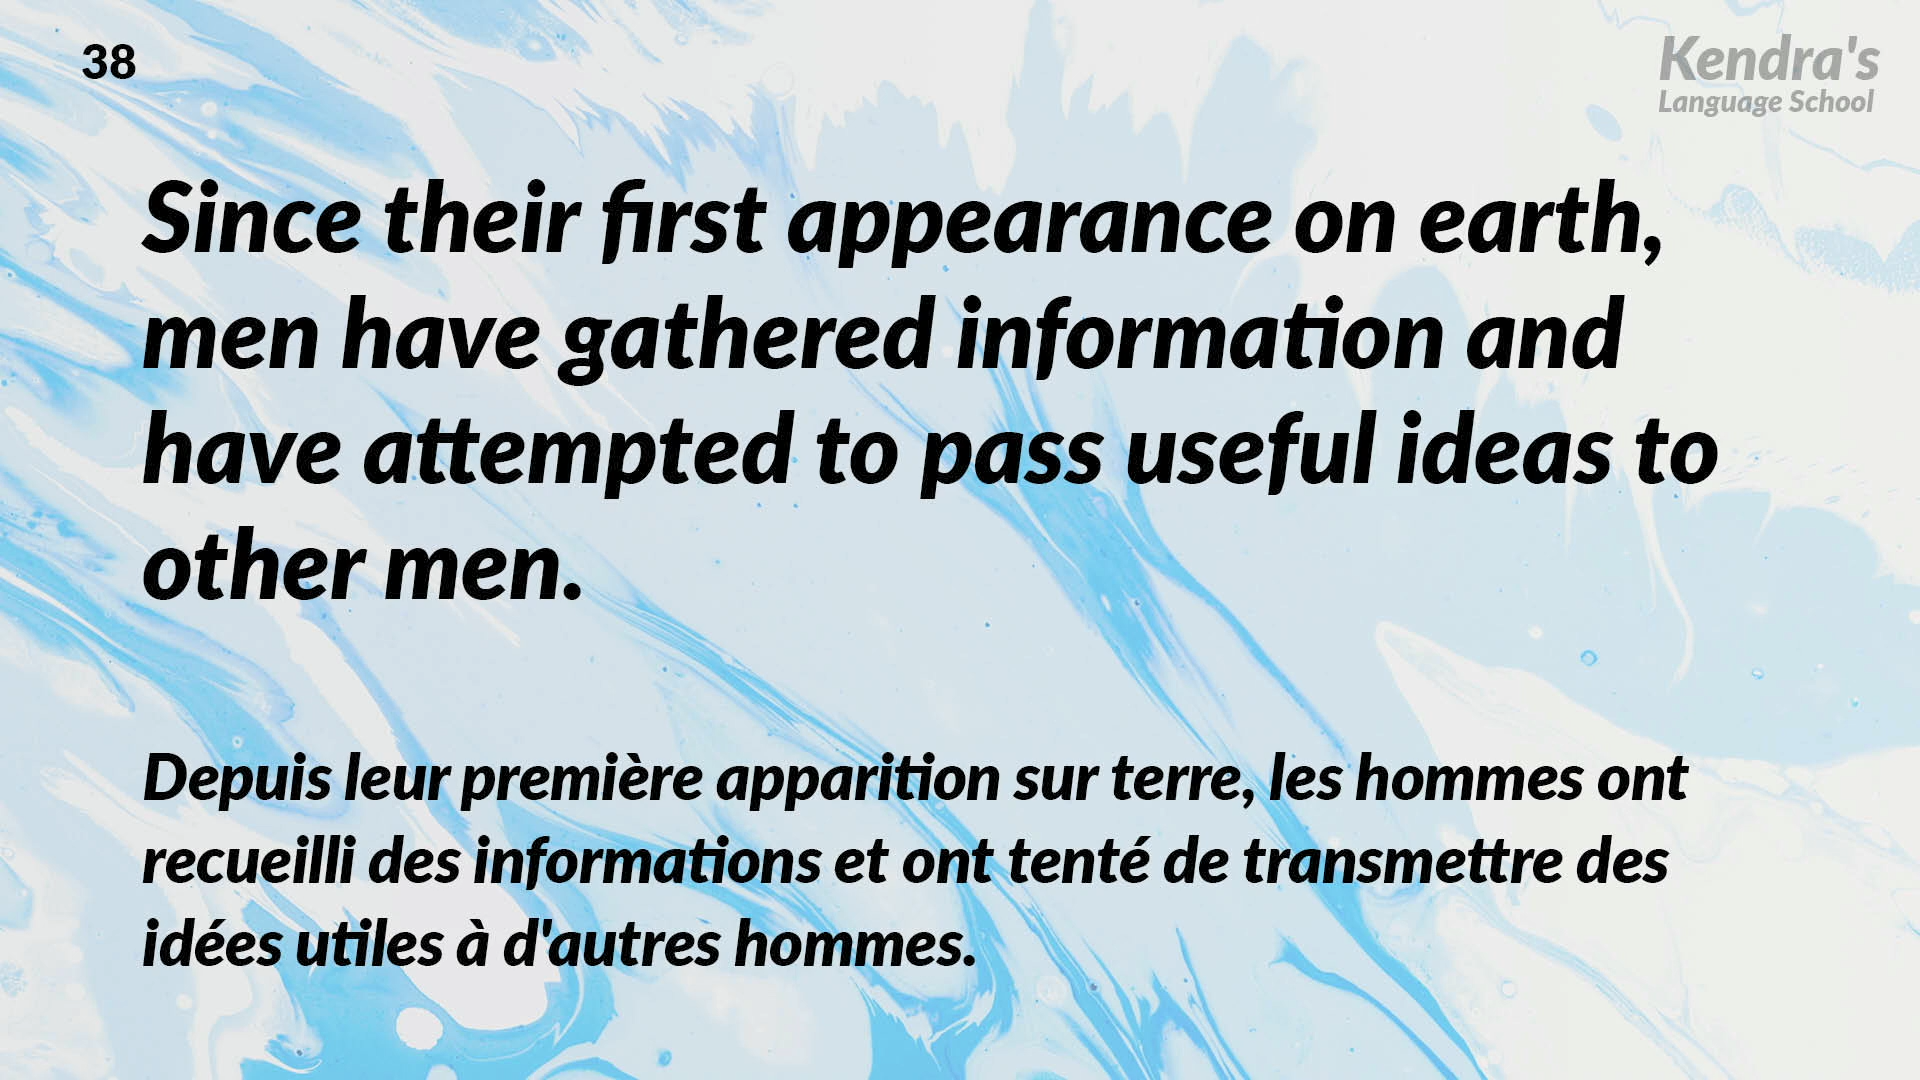 38
Kendra's
Language School
Since their first appearance on earth,
men have gathered information and
have attempted to pass useful ideas to
other men.
Depuis leur première apparition sur terre, les hommes ont
recueilli des informations et ont tenté de transmettre des
idées utiles à d'autres hommes.